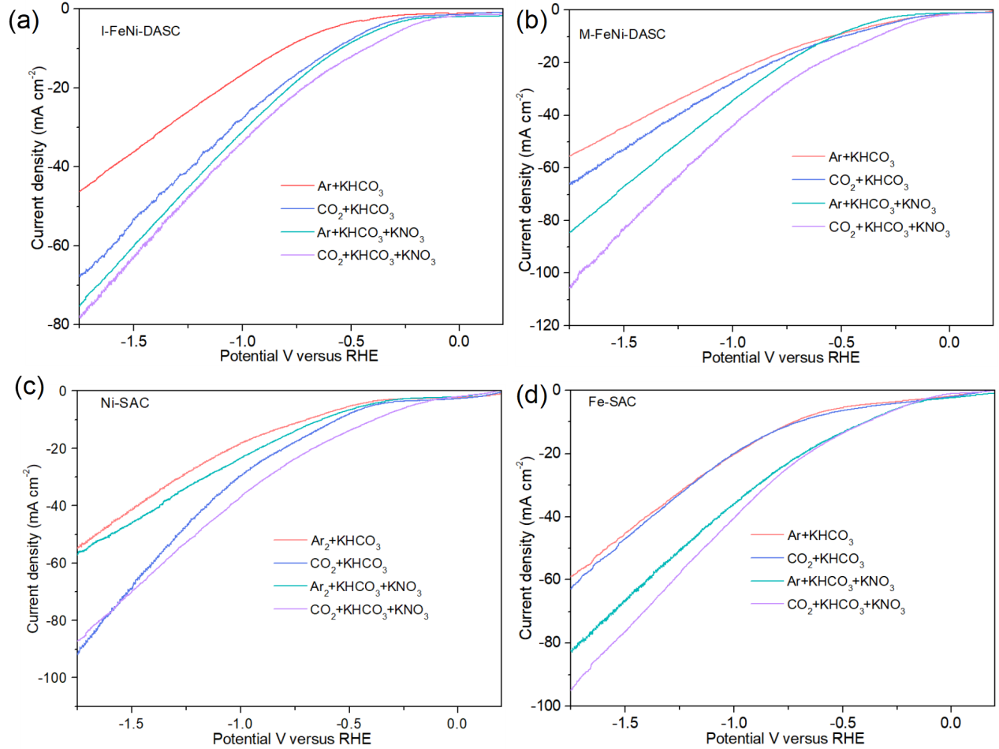 (a)
I-FeNi-DASC
0
-20
-40
-60
-80
Current density (mA cm⁻²)
Ar+KHCO₃
CO₂+KHCO₃
Ar+KHCO₃+KNO₃
CO₂+KHCO₃+KNO₃
-1.5 -1.0 -0.5 0.0
Potential V versus RHE
(b)
M-FeNi-DASC
0
-20
-40
-60
-80
-100
-120
Current density (mA cm⁻²)
Ar+KHCO₃
CO₂+KHCO₃
Ar+KHCO₃+KNO₃
CO₂+KHCO₃+KNO₃
-1.5 -1.0 -0.5 0.0
Potential V versus RHE
(c)
Ni-SAC
0
-20
-40
-60
-80
-100
Current density (mA cm⁻²)
Ar₂+KHCO₃
CO₂+KHCO₃
Ar₂+KHCO₃+KNO₃
CO₂+KHCO₃+KNO₃
-1.5 -1.0 -0.5 0.0
Potential V versus RHE
(d)
Fe-SAC
0
-20
-40
-60
-80
-100
Current density (mA cm⁻²)
Ar+KHCO₃
CO₂+KHCO₃
Ar+KHCO₃+KNO₃
CO₂+KHCO₃+KNO₃
-1.5 -1.0 -0.5 0.0
Potential V versus RHE